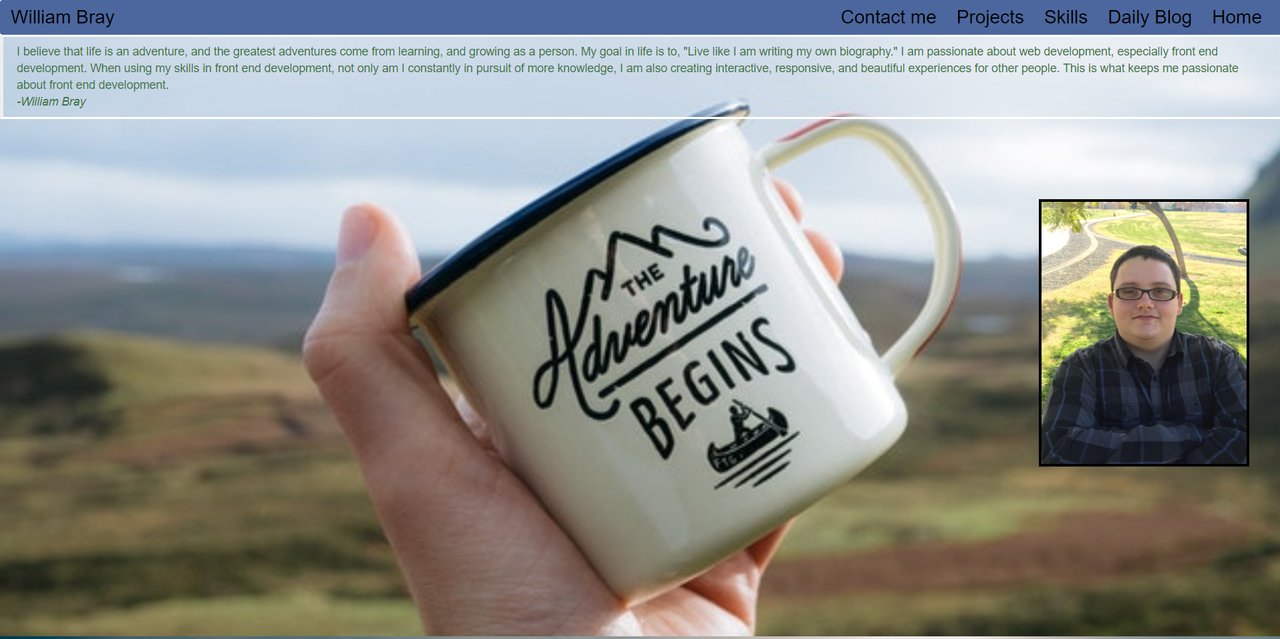 William Bray
Contact me Projects Skills Daily Blog Home
I believe that life is an adventure, and the greatest adventures come from learning, and growing as a person. My goal in life is to, "Live like I am writing my own biography." I am passionate about web development, especially front end
development. When using my skills in front end development, not only am I constantly in pursuit of more knowledge, I am also creating interactive, responsive, and beautiful experiences for other people. This is what keeps me passionate
about front end development.
-William Bray
THE
Adventure
BEGINS